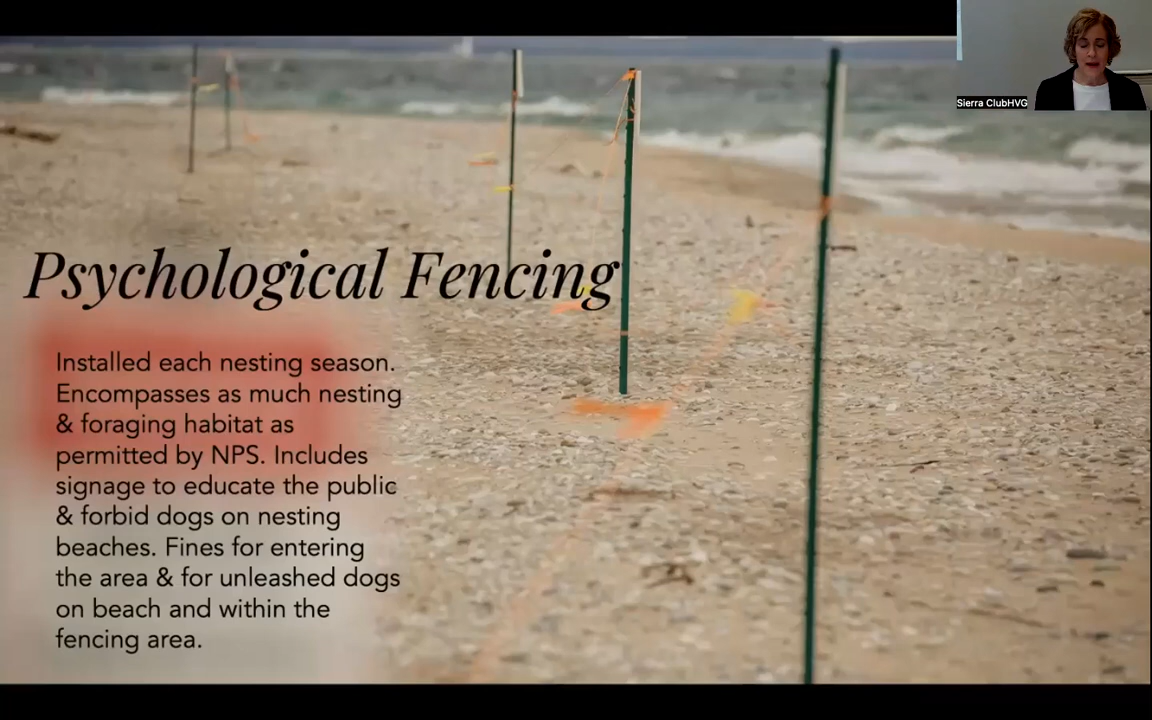 Sierra ClubHVG
Psychological Fencing
Installed each nesting season.
Encompasses as much nesting
& foraging habitat as
permitted by NPS. Includes
signage to educate the public
& forbid dogs on nesting
beaches. Fines for entering
the area & for unleashed dogs
on beach and within the
fencing area.